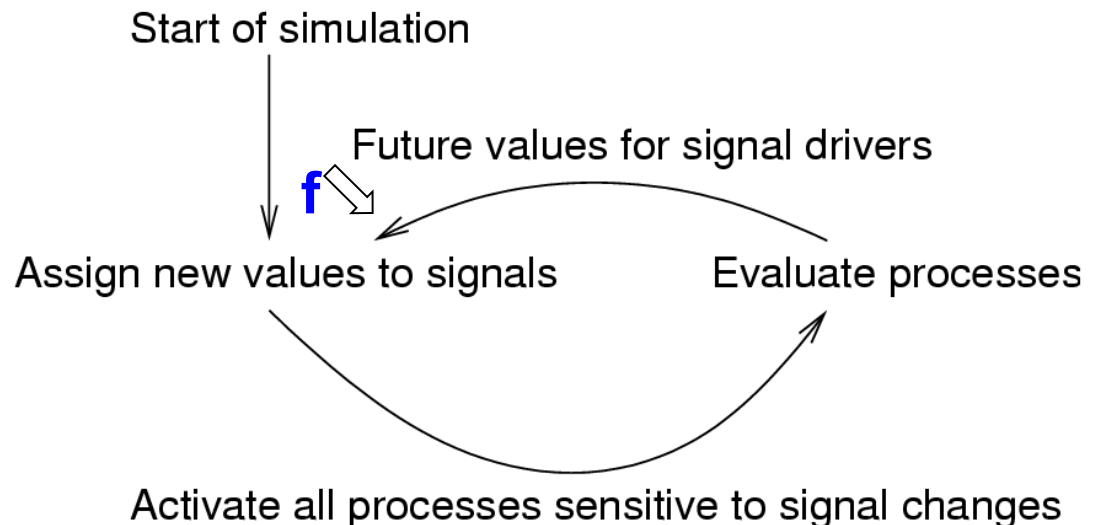 Start of simulation
Future values for signal drivers
f
Assign new values to signals
Evaluate processes
Activate all processes sensitive to signal changes